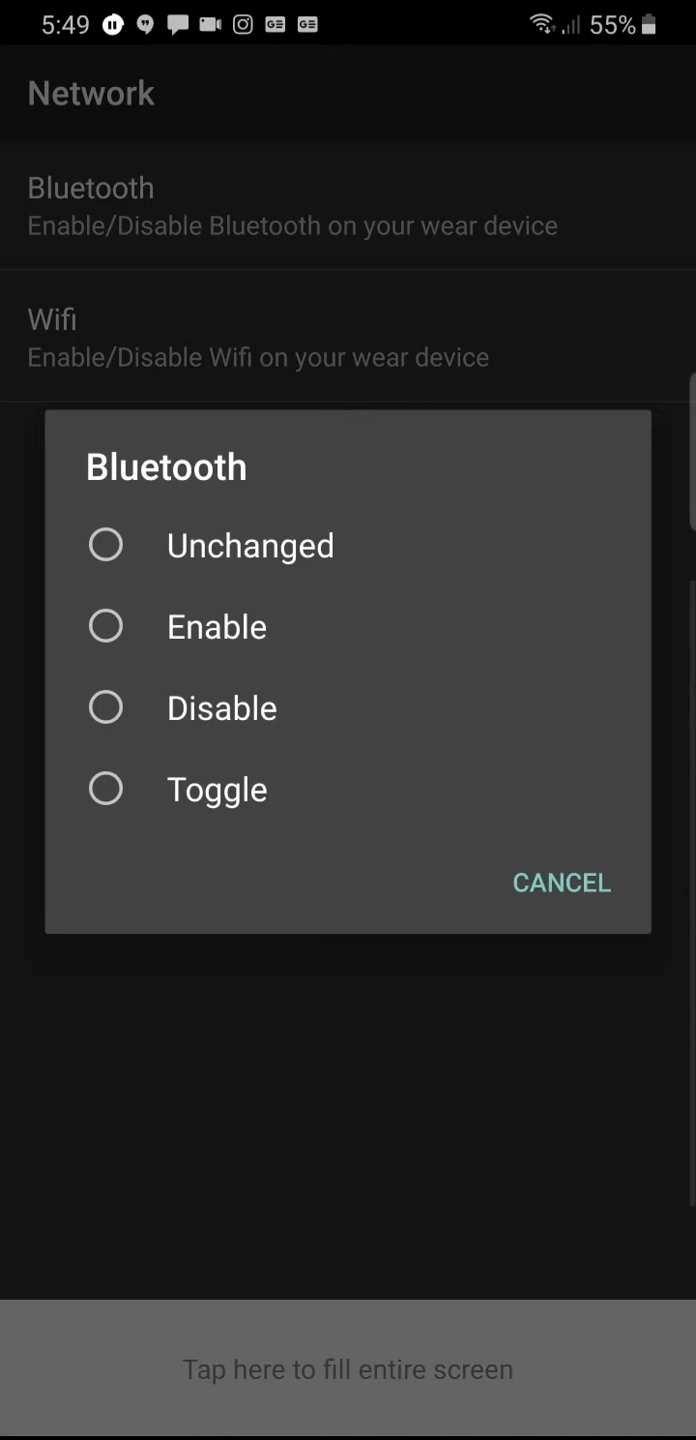 5:49 55%
Network
Bluetooth
Enable/Disable Bluetooth on your wear device
Wifi
Enable/Disable Wifi on your wear device
Bluetooth
Unchanged
Enable
Disable
Toggle
CANCEL
Tap here to fill entire screen